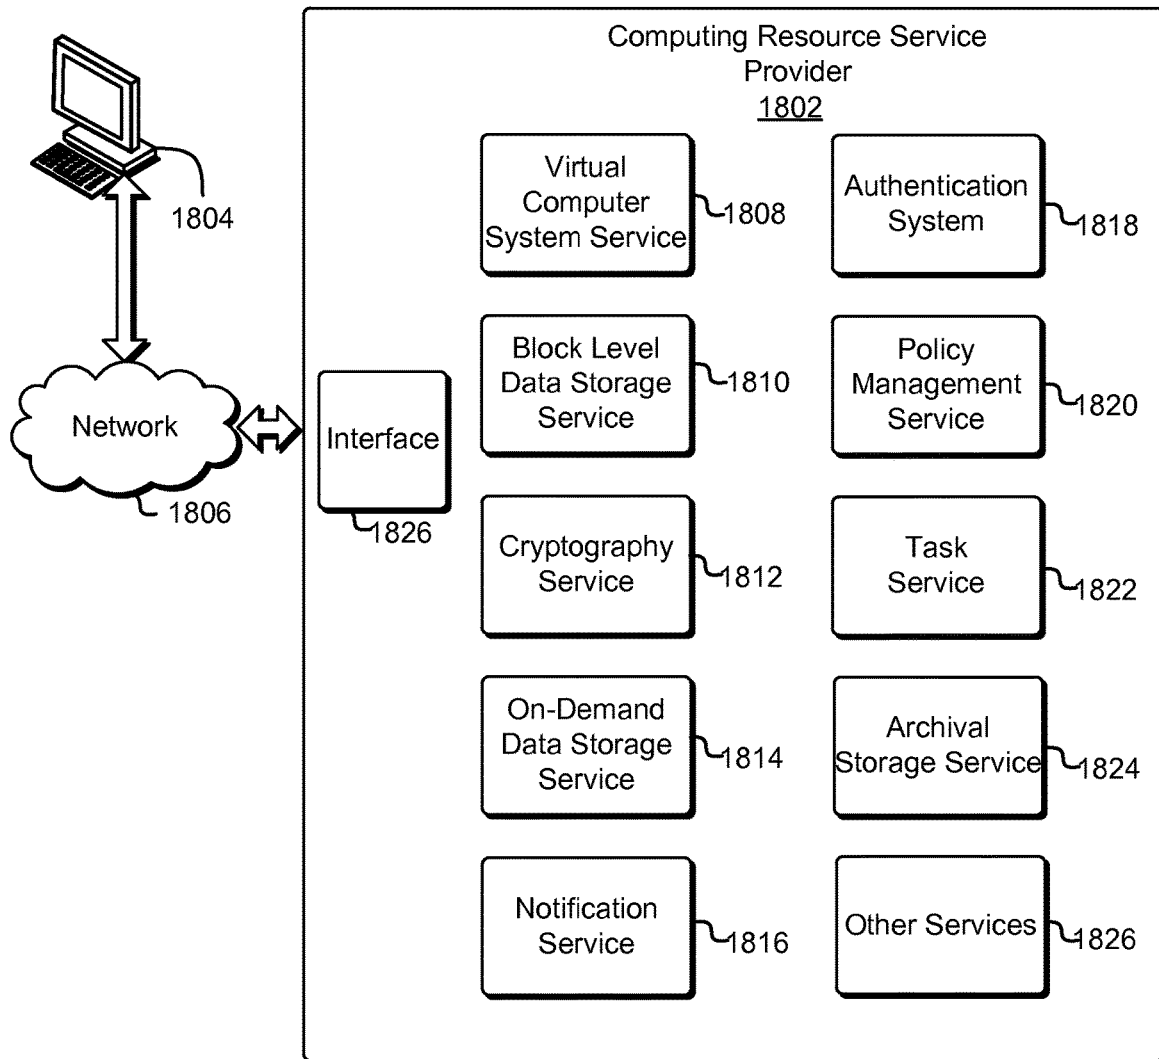 Computing Resource Service
Provider
1802
1804
Network
1806
Interface
1826
Virtual
Computer
System Service
1808
Authentication
System
1818
Block Level
Data Storage
Service
1810
Policy
Management
Service
1820
Cryptography
Service
1812
Task
Service
1822
On-Demand
Data Storage
Service
1814
Archival
Storage Service
1824
Notification
Service
1816
Other Services
1826